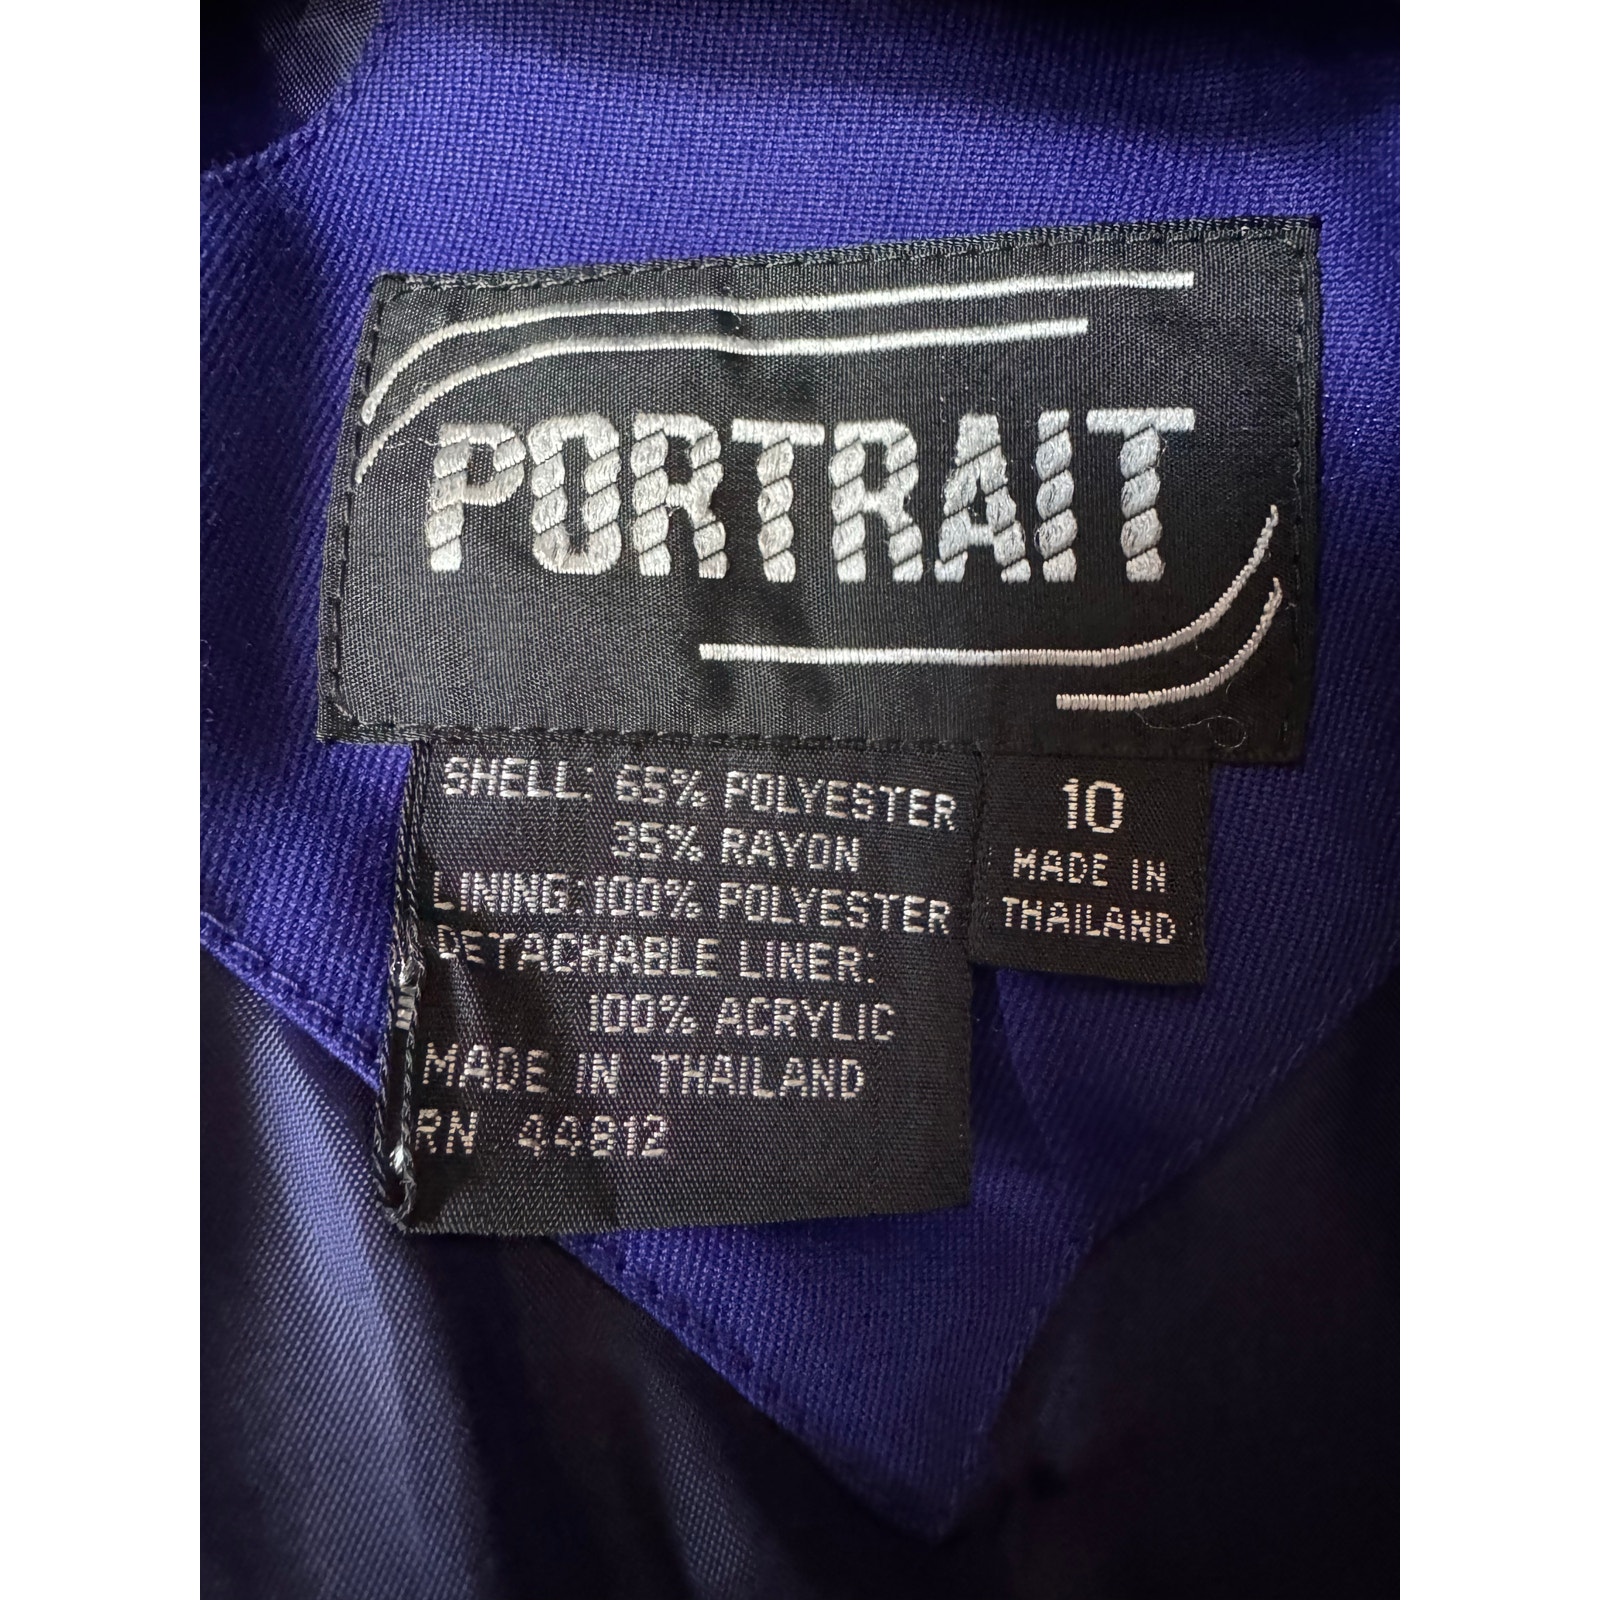 PORTRAIT
SHELL: 65% POLYESTER
35% RAYON
LINING: 100% POLYESTER
DETACHABLE LINER:
100% ACRYLIC
MADE IN THAILAND
RN 44812
10
MADE IN
THAILAND